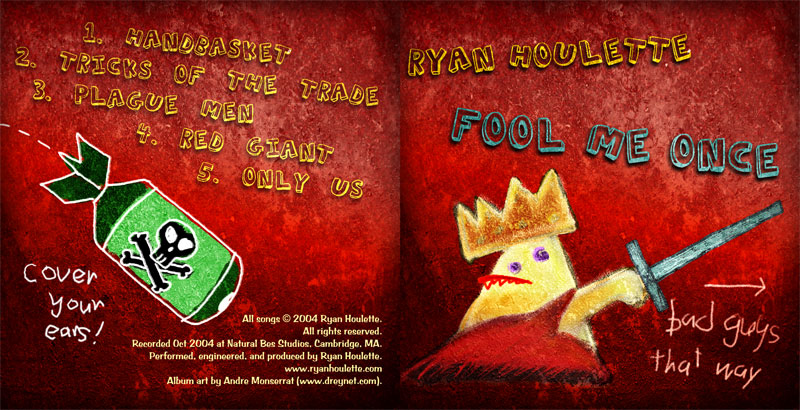 1. HANDBASKET
2. TRICKS OF THE TRADE
3. PLAGUE MEN
4. RED GIANT
5. ONLY US
Cover
your
ears!
All songs © 2004 Ryan Houlette.
All rights reserved.
Recorded Oct 2004 at Natural Bes Studios, Cambridge, MA.
Performed, engineered, and produced by Ryan Houlette.
www.ryanhoulette.com
Album art by Andre Monserrat (www.dreynet.com).
RYAN HOULETTE
FOOL ME ONCE
bad guys
that way